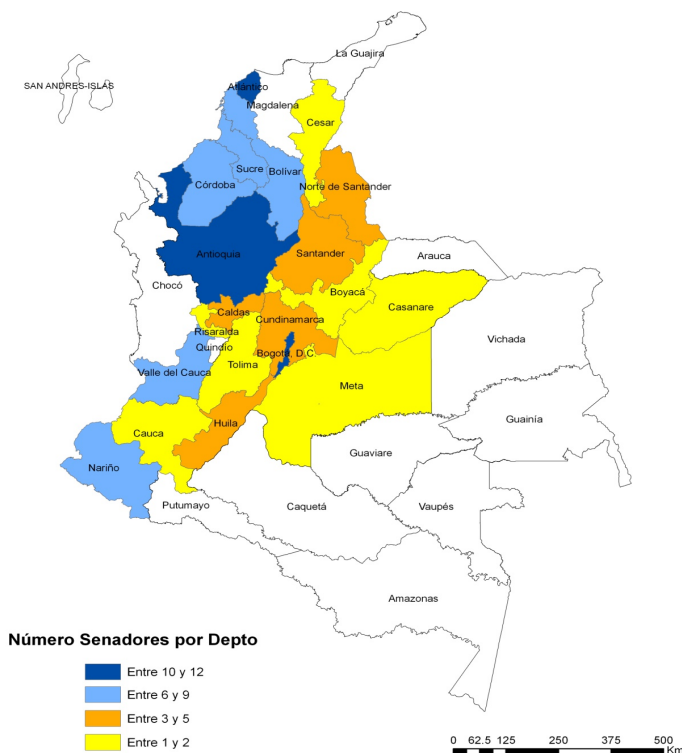 La Guajira
SAN ANDRES-ISLAS
Atlántico
Magdalena
Cesar
Sucre
Bolívar
Córdoba
Norte de Santander
Antioquia
Santander
Arauca
Chocó
Boyacá
Casanare
Caldas
Cundinamarca
Risaralda
Vichada
Quindío
Bogotá, D.C
Tolima
Valle del Cauca
Meta
Guainía
Huila
Cauca
Guaviare
Nariño
Putumayo
Caquetá
Vaupés
Amazonas
Número Senadores por Depto
Entre 10 y 12
Entre 6 y 9
Entre 3 y 5
Entre 1 y 2
0 62.5 125 250 375 500
Km